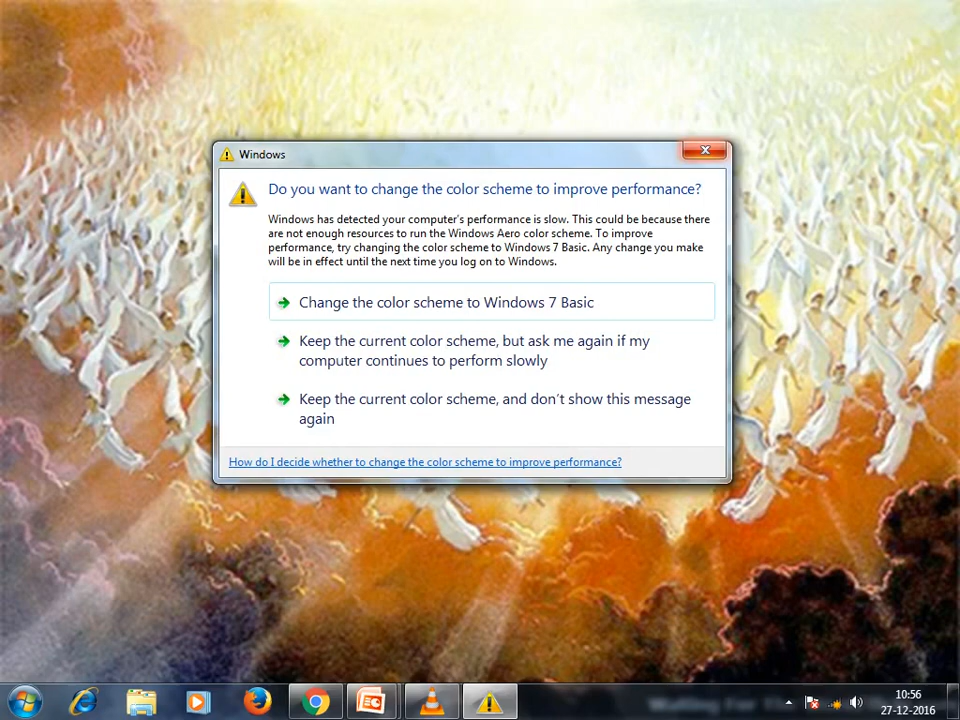 Windows
Do you want to change the color scheme to improve performance?
Windows has detected your computer's performance is slow. This could be because there
are not enough resources to run the Windows Aero color scheme. To improve
performance, try changing the color scheme to Windows 7 Basic. Any change you make
will be in effect until the next time you log on to Windows.
Change the color scheme to Windows 7 Basic
Keep the current color scheme, but ask me again if my
computer continues to perform slowly
Keep the current color scheme, and don't show this message
again
How do I decide whether to change the color scheme to improve performance?
10:56
27-12-2016